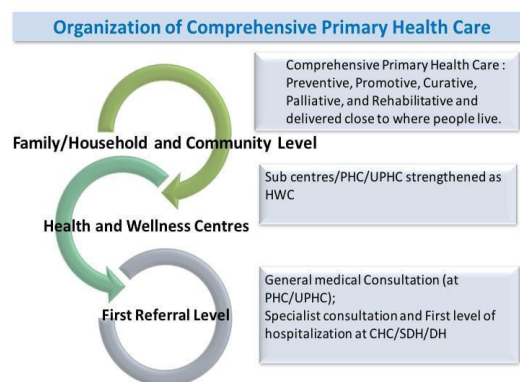 Organization of Comprehensive Primary Health Care
Comprehensive Primary Health Care :
Preventive, Promotive, Curative,
Palliative, and Rehabilitative and
delivered close to where people live.
Family/Household and Community Level
Sub centres/PHC/UPHC strengthened as
HWC
Health and Wellness Centres
General medical Consultation (at
PHC/UPHC);
Specialist consultation and First level of
hospitalization at CHC/SDH/DH
First Referral Level